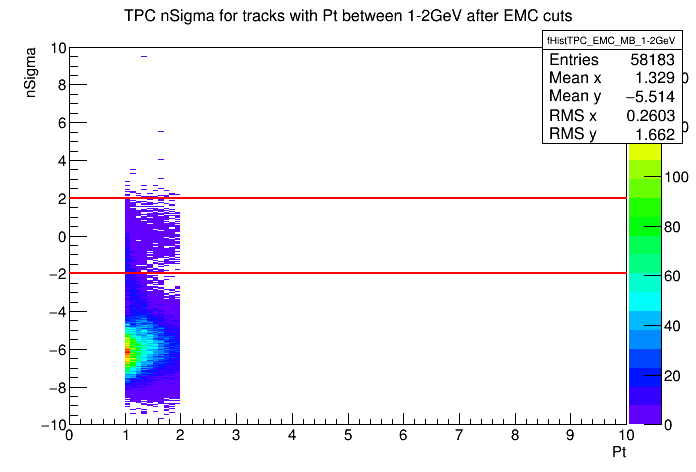 TPC nSigma for tracks with Pt between 1-2GeV after EMC cuts
fHistTPC_EMC_MB_1-2GeV
Entries 58183
Mean x 1.329
Mean y −5.514
RMS x 0.2603
RMS y 1.662
nSigma
10
8
6
4
2
0
−2
−4
−6
−8
−10
0 1 2 3 4 5 6 7 8 9 10
Pt
100
80
60
40
20
0